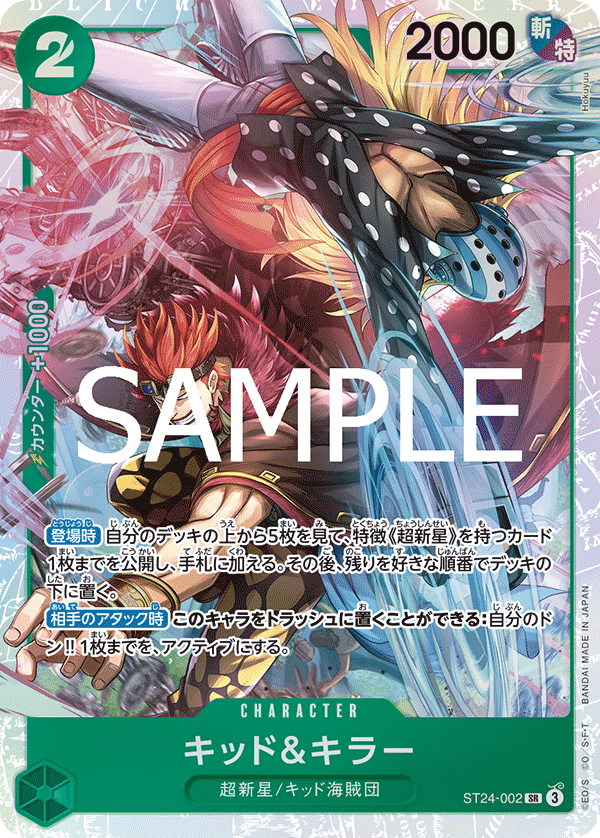 2
2000
斬
特
Hokuyuu
カウンター +1000
SAMPLE
登場時 自分のデッキの上から5枚を見て、特徴《超新星》を持つカード
1枚までを公開し、手札に加える。その後、残りを好きな順番でデッキの
下に置く。
相手のアタック時 このキャラをトラッシュに置くことができる：自分のド
ン!!1枚までを、アクティブにする。
CHARACTER
キッド&キラー
超新星/キッド海賊団
ST24-002 SR 3
©E/S ©O/S・F・T BANDAI MADE IN JAPAN